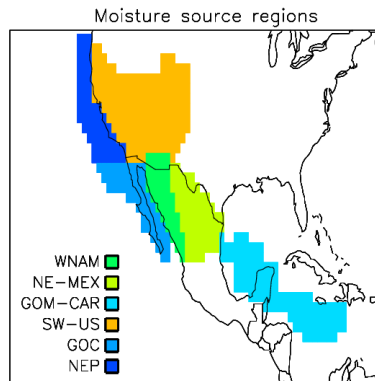 Moisture source regions
WNAM
NE-MEX
GOM-CAR
SW-US
GOC
NEP